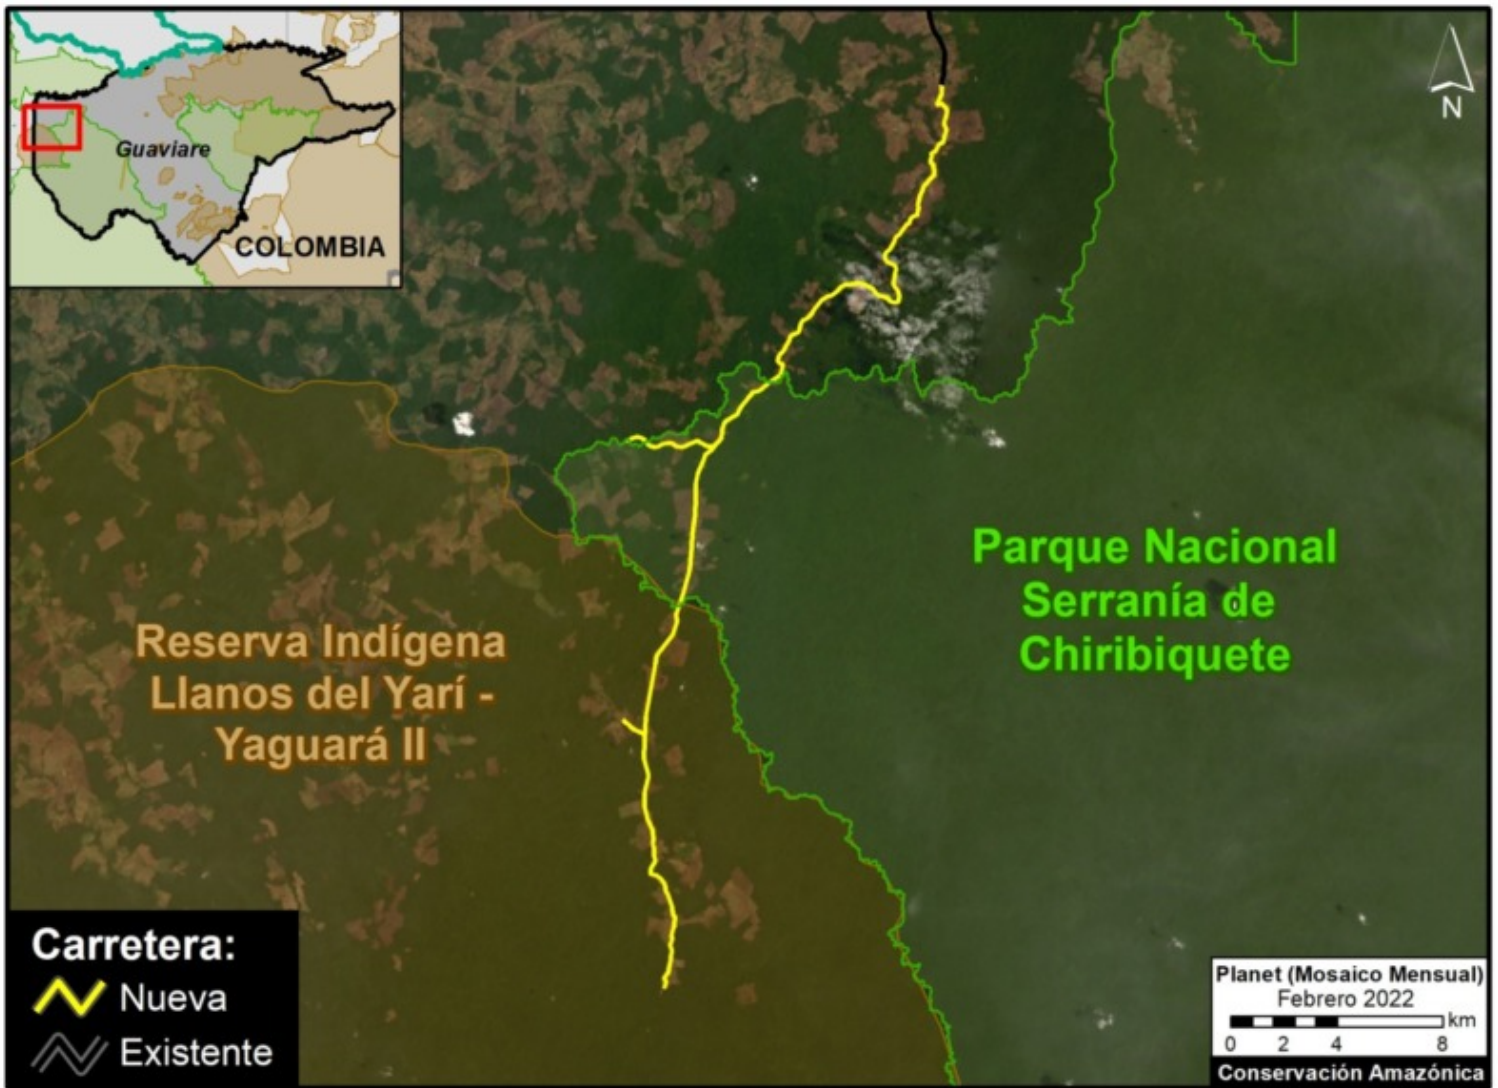 Guaviare
COLOMBIA
N
Parque Nacional
Serranía de
Chiribiquete
Reserva Indígena
Llanos del Yarí -
Yaguará II
Carretera:
Nueva
Existente
Planet (Mosaico Mensual)
Febrero 2022
km
0 2 4 8
Conservación Amazónica